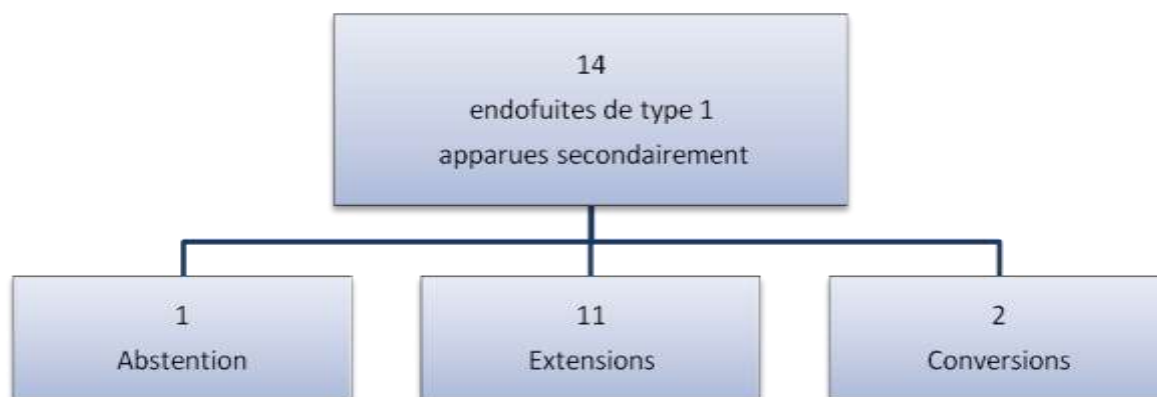 14
endofuites de type 1
apparues secondairement
1
Abstention
11
Extensions
2
Conversions